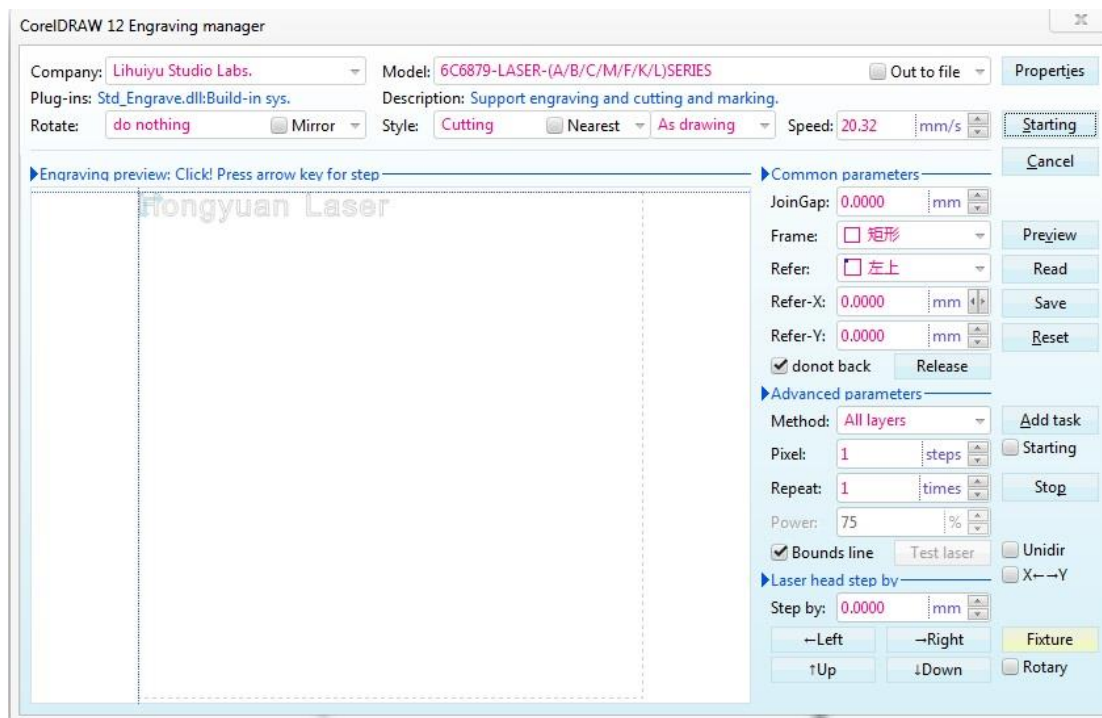 CorelDRAW 12 Engraving manager
Company: Lihuiyu Studio Labs. Model: 6C6879-LASER-(A/B/C/M/F/K/L)SERIES Out to file Properties
Plug-ins: Std_Engrave.dll:Build-in sys. Description: Support engraving and cutting and marking.
Rotate: do nothing Mirror Style: Cutting Nearest As drawing Speed: 20.32 mm/s Starting
Cancel
Engraving preview: Click! Press arrow key for step
Hongyuan Laser
Common parameters
JoinGap: 0.0000 mm
Frame: 矩形 Preview
Refer: 左上 Read
Refer-X: 0.0000 mm Save
Refer-Y: 0.0000 mm Reset
donot back Release
Advanced parameters
Method: All layers Add task
Pixel: 1 steps Starting
Repeat: 1 times Stop
Power: 75 %
Bounds line Test laser Unidir
X←→Y
Laser head step by
Step by: 0.0000 mm
←Left →Right Fixture
↑Up ↓Down Rotary